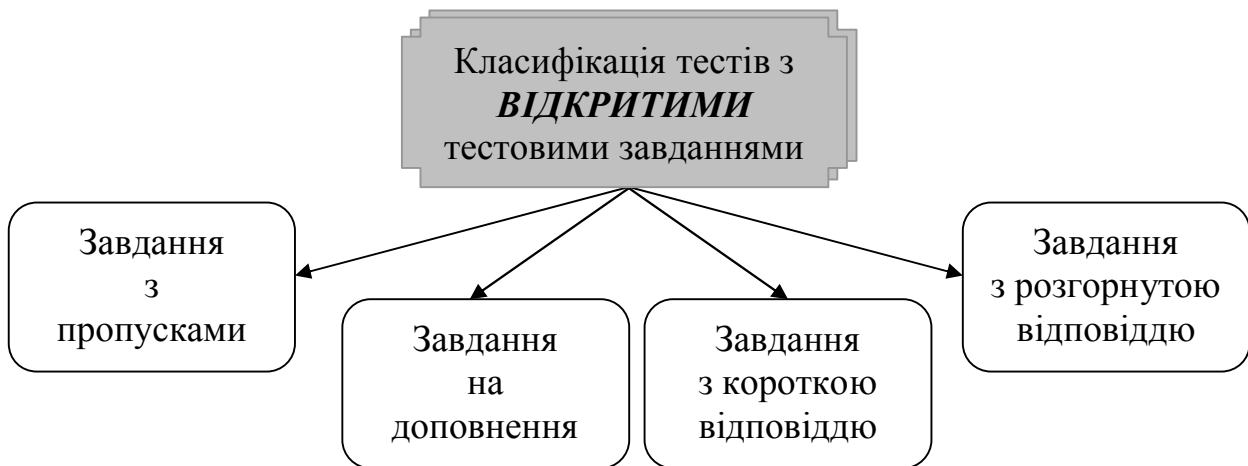 Класифікація тестів з
ВІДКРИТИМИ
тестовими завданнями
Завдання
з
пропусками
Завдання
на
доповнення
Завдання
з короткою
відповіддю
Завдання
з розгорнутою
відповіддю